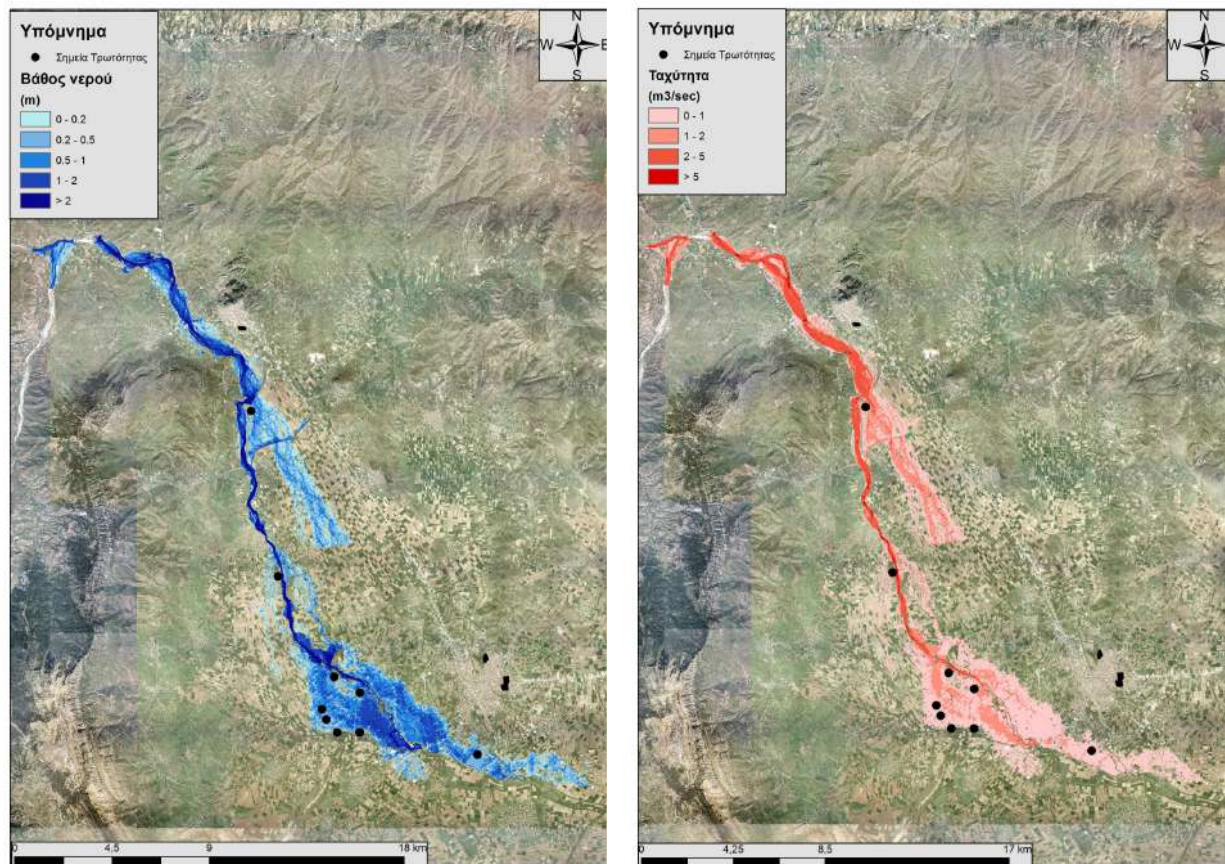 Υπόμνημα
Σημεία Τρωτότητας
Βάθος νερού
(m)
0 - 0.2
0.2 - 0.5
0.5 - 1
1 - 2
> 2
N
W E
S
0 4,5 9 18 km
Υπόμνημα
Σημεία Τρωτότητας
Ταχύτητα
(m3/sec)
0 - 1
1 - 2
2 - 5
> 5
N
W E
S
0 4,25 8,5 17 km